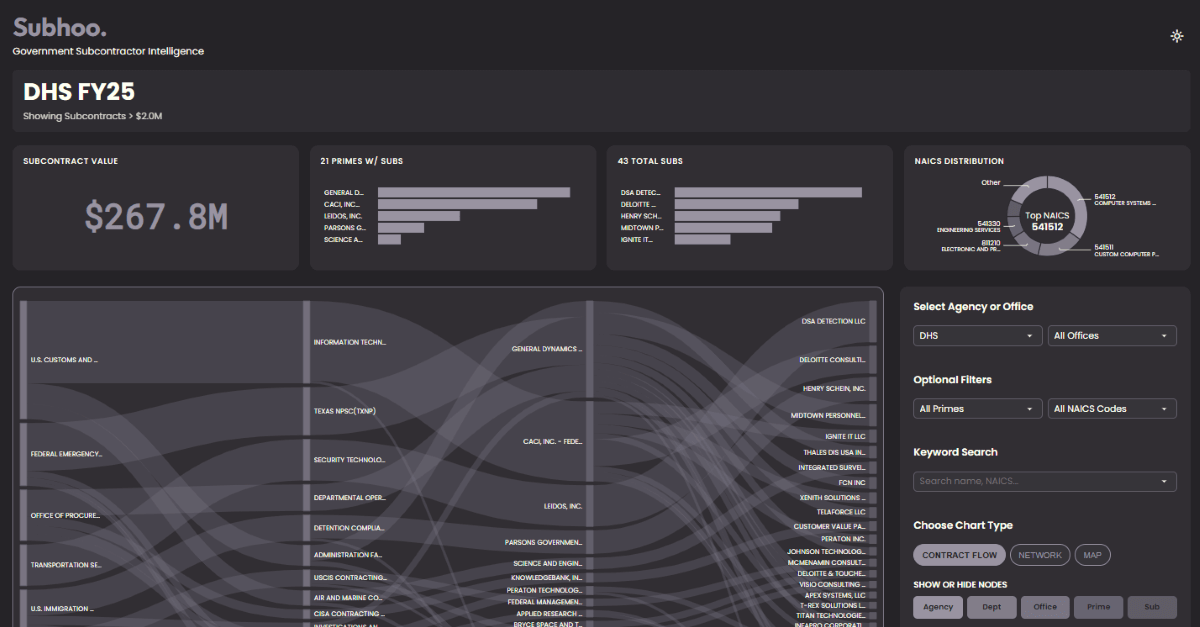 Subhoo.
Government Subcontractor Intelligence
DHS FY25
Showing Subcontracts > $2.0M
SUBCONTRACT VALUE
$267.8M
21 PRIMES W/ SUBS
GENERAL D...
CACI, INC...
LEIDOS, INC.
PARSONS G...
SCIENCE A...
43 TOTAL SUBS
DSA DETEC...
DELOITTE ...
HENRY SCH...
MIDTOWN P...
IGNITE IT...
NAICS DISTRIBUTION
Other
541512
COMPUTER SYSTEMS ...
541330
ENGINEERING SERVICES
811210
ELECTRONIC AND PR...
Top NAICS
541512
541511
CUSTOM COMPUTER P...
U.S. CUSTOMS AND ...
FEDERAL EMERGENCY...
OFFICE OF PROCURE...
TRANSPORTATION SE...
U.S. IMMIGRATION ...
INFORMATION TECHN...
TEXAS NPSC(TXNP)
SECURITY TECHNOLO...
DEPARTMENTAL OPER...
DETENTION COMPLIA...
ADMINISTRATION FA...
USCIS CONTRACTING...
AIR AND MARINE CO...
CISA CONTRACTING ...
INVESTIGATIONS AN...
GENERAL DYNAMICS ...
CACI, INC. - FEDE...
LEIDOS, INC.
PARSONS GOVERNMEN...
SCIENCE AND ENGIN...
KNOWLEDGEBANK, IN...
PERATON TECHNOLOG...
FEDERAL MANAGEMEN...
APPLIED RESEARCH ...
BRYCE SPACE AND T...
DSA DETECTION LLC
DELOITTE CONSULTI...
HENRY SCHEIN, INC.
MIDTOWN PERSONNEL...
IGNITE IT LLC
THALES DIS USA IN...
INTEGRATED SURVEI...
FCN INC
XENITH SOLUTIONS ...
TELAFORCE LLC
CUSTOMER VALUE PA...
PERATON INC.
JOHNSON TECHNOLOG...
MCMENAMIN CONSULT...
DELOITTE & TOUCHE...
VISIO CONSULTING ...
APEX SYSTEMS, LLC
T-REX SOLUTIONS L...
TITAN TECHNOLOGIE...
INFAPRO CORPORATI...
Select Agency or Office
DHS
All Offices
Optional Filters
All Primes
All NAICS Codes
Keyword Search
Search name, NAICS...
Choose Chart Type
CONTRACT FLOW
NETWORK
MAP
SHOW OR HIDE NODES
Agency
Dept
Office
Prime
Sub